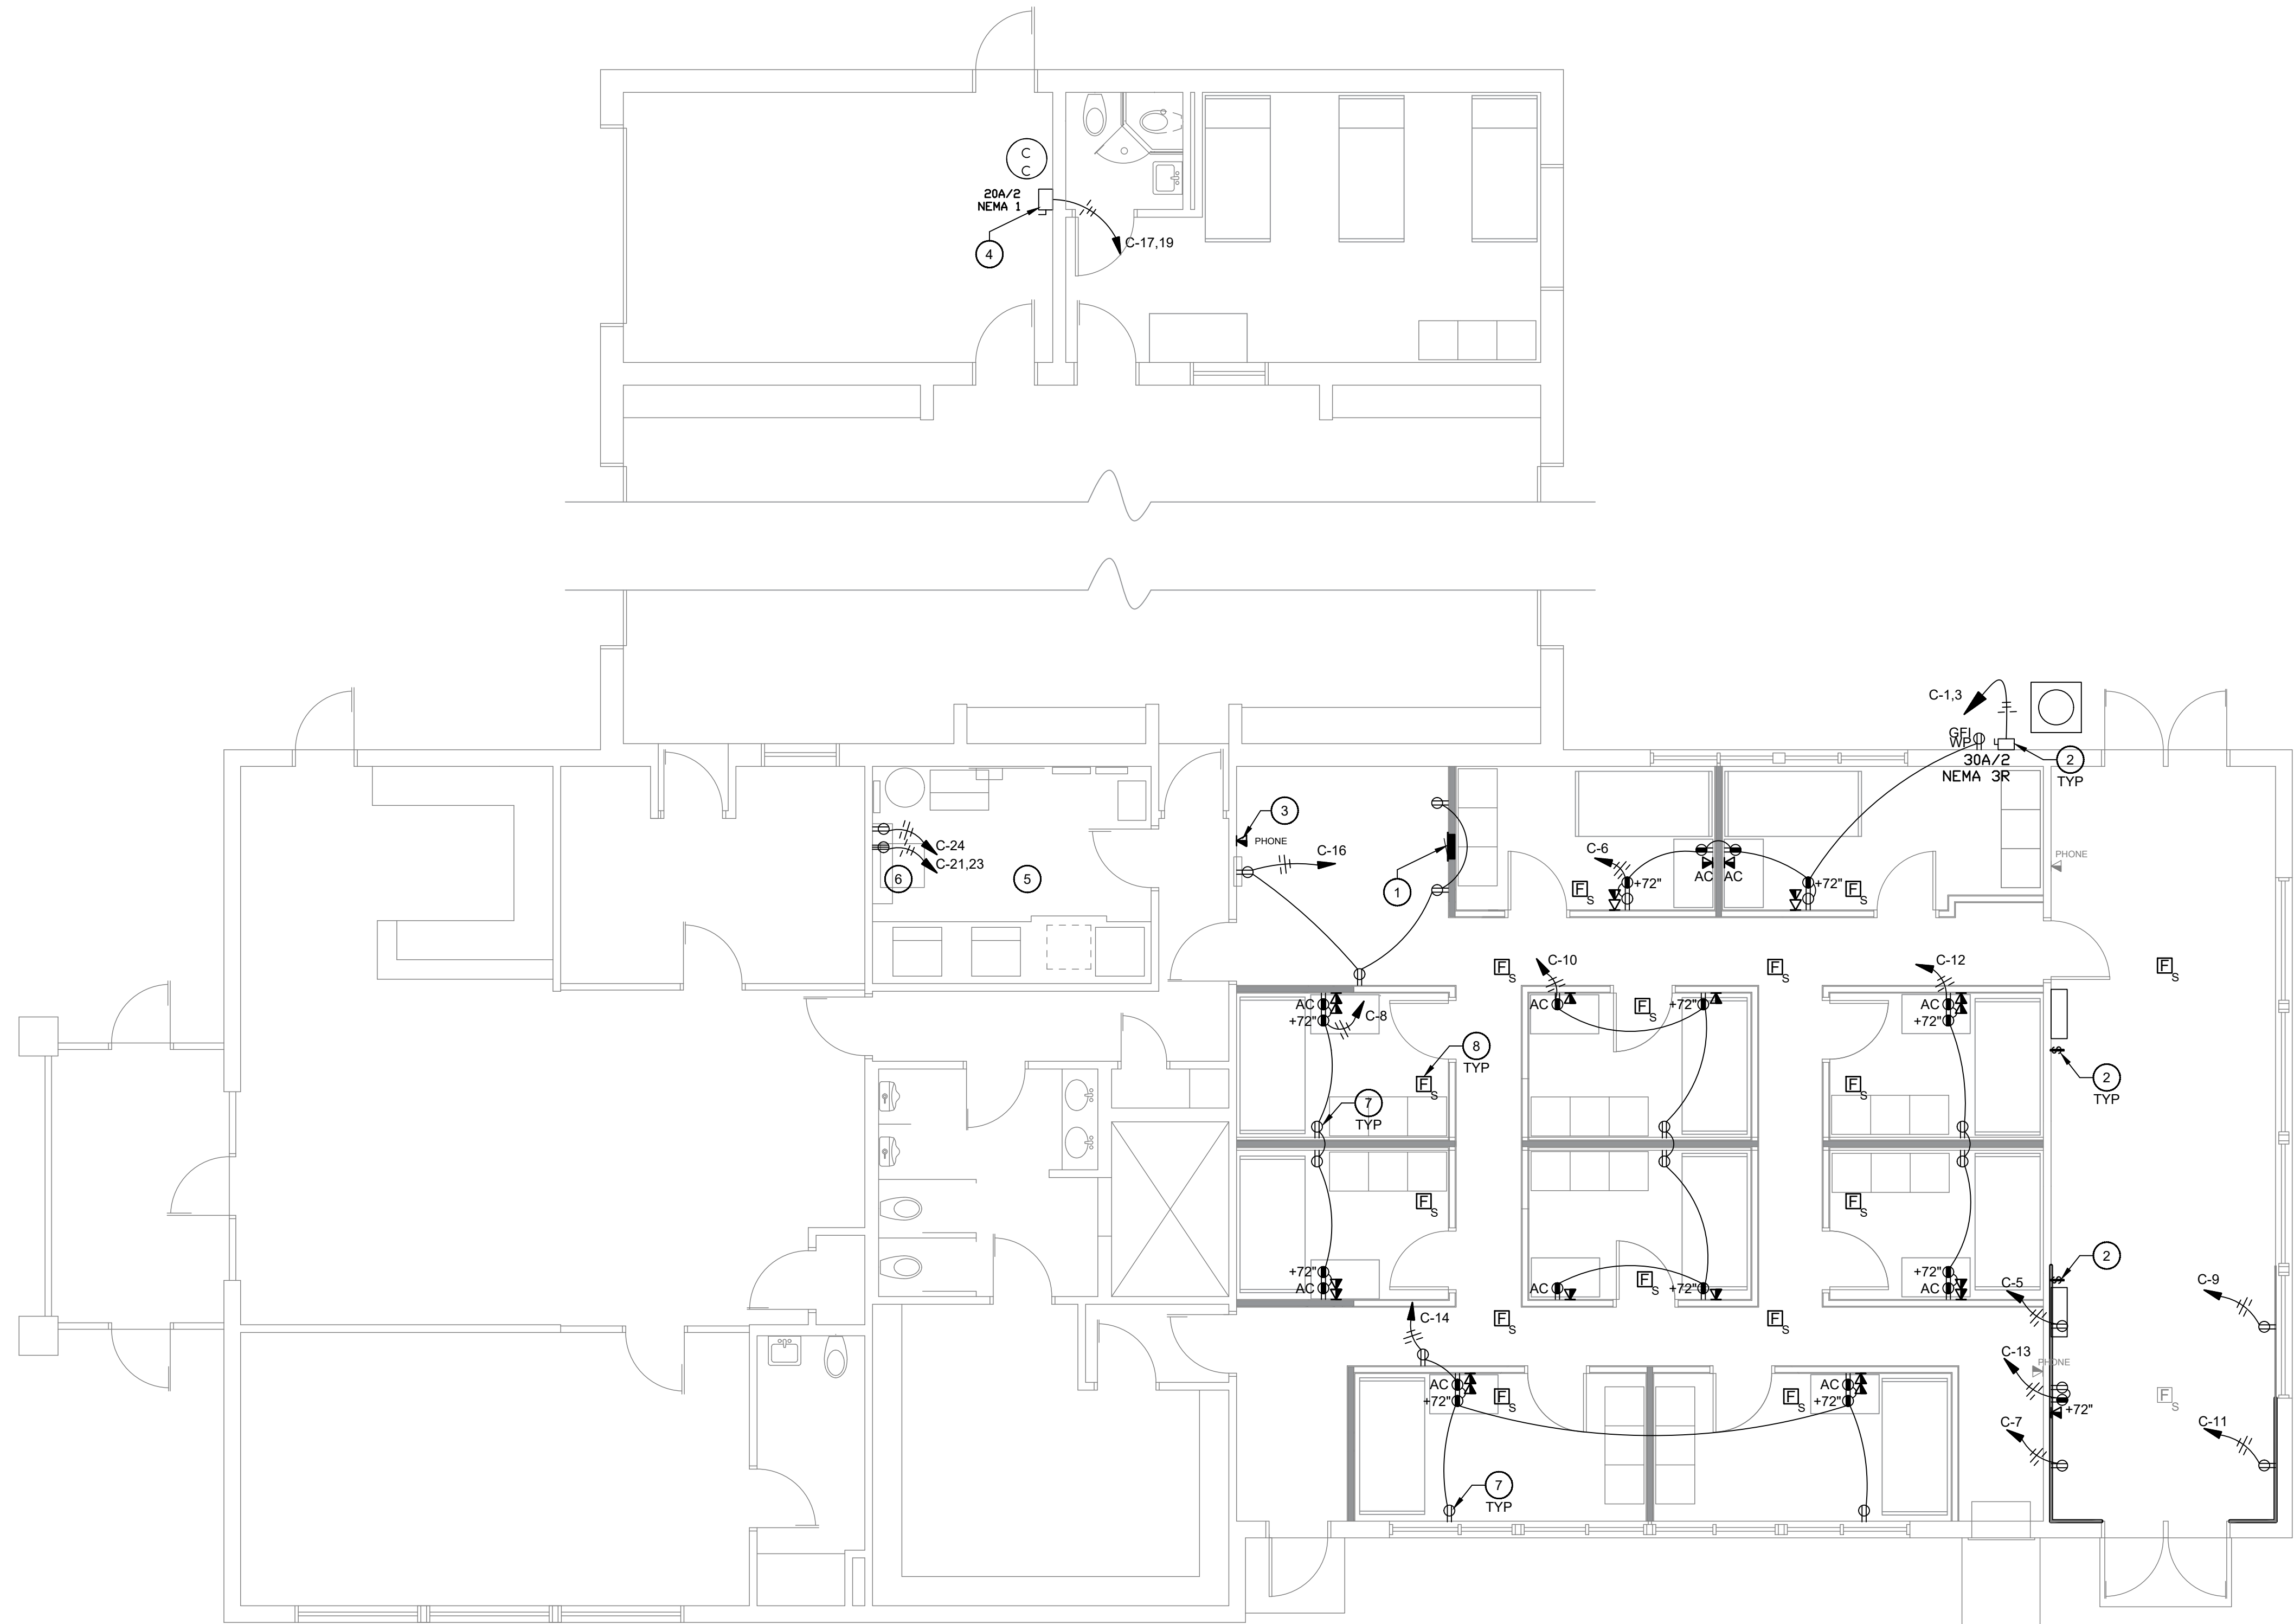 C
C
20A/2
NEMA 1
4
C-17,19
C-1,3
GFI
WP
30A/2
NEMA 3R
2
TYP
3
PHONE
C-16
1
C-24
C-21,23
6
5
C-6
+72"
AC
AC
+72"
F
S
F
S
PHONE
F
S
C-10
F
S
C-12
F
S
AC
+72"
C-8
AC
F
S
+72"
AC
+72"
8
TYP
F
S
7
TYP
F
S
2
TYP
F
S
F
S
+72"
AC
AC
F
S
+72"
+72"
AC
2
C-5
C-9
C-14
F
S
F
S
C-13
PHONE
AC
+72"
F
S
F
S
AC
+72"
F
S
+72"
C-7
C-11
7
TYP